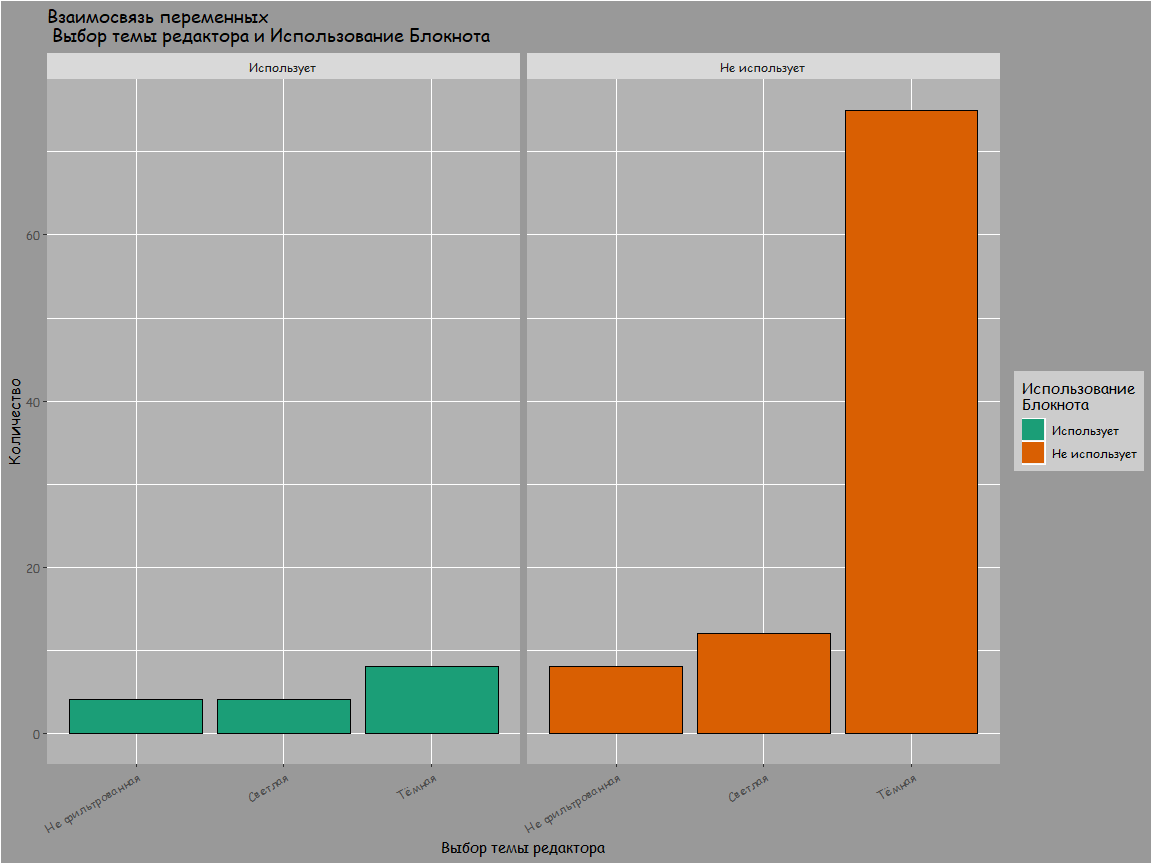 Взаимосвязь переменных
Выбор темы редактора и Использование Блокнота
Использует
Не использует
Количество
60
40
20
0
Не фильтрованная
Светлая
Тёмная
Не фильтрованная
Светлая
Тёмная
Выбор темы редактора
Использование
Блокнота
Использует
Не использует